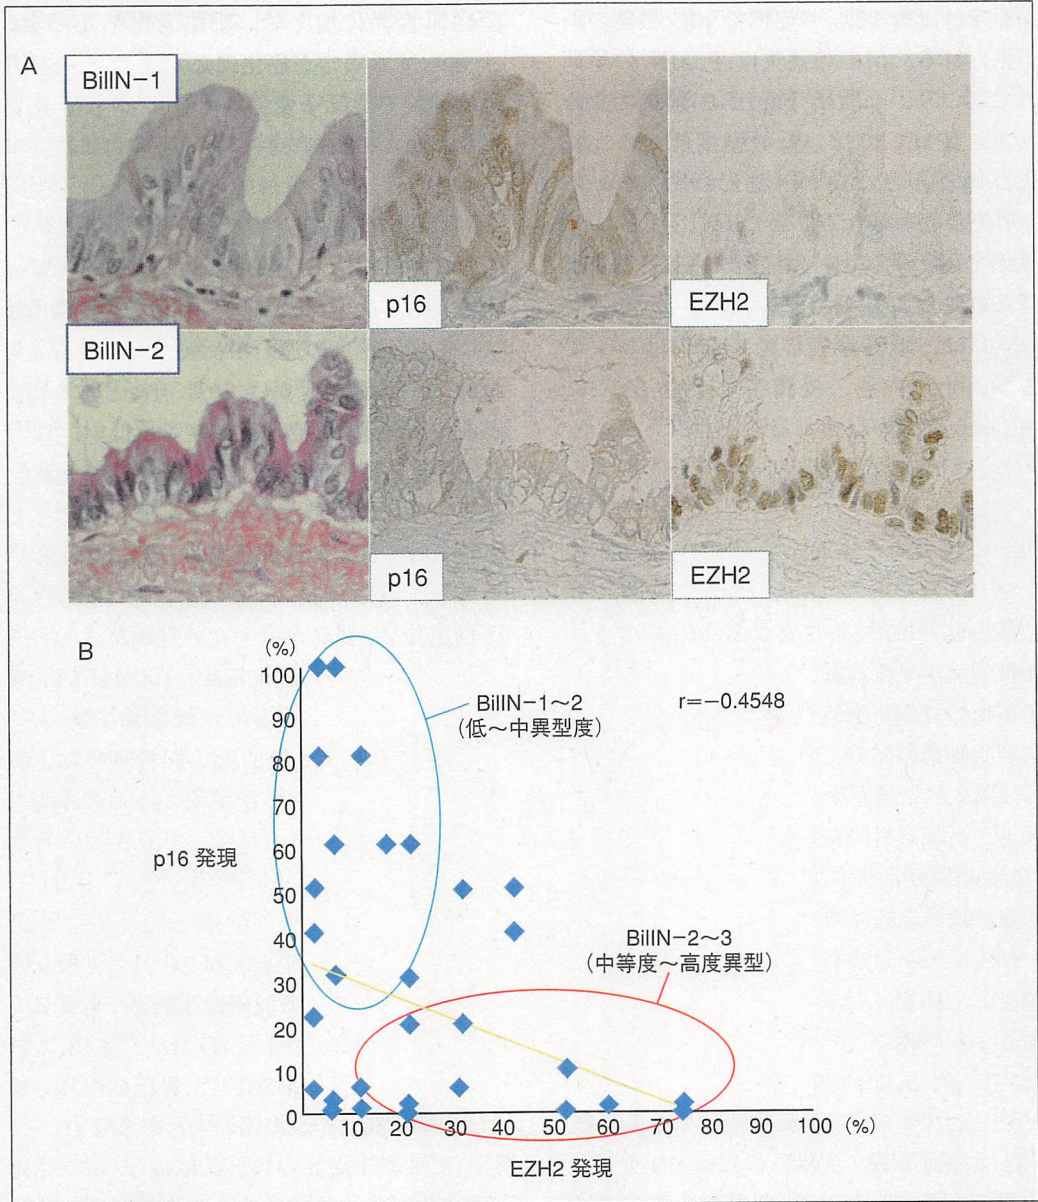 A
BilIN−1
p16
EZH2
BilIN−2
p16
EZH2
B
(%)
100
90
80
70
60
50
40
30
20
10
0
p16 発現
BilIN−1〜2
(低〜中異型度)
r=−0.4548
BilIN−2〜3
(中等度〜高度異型)
10 20 30 40 50 60 70 80 90 100 (%)
EZH2 発現